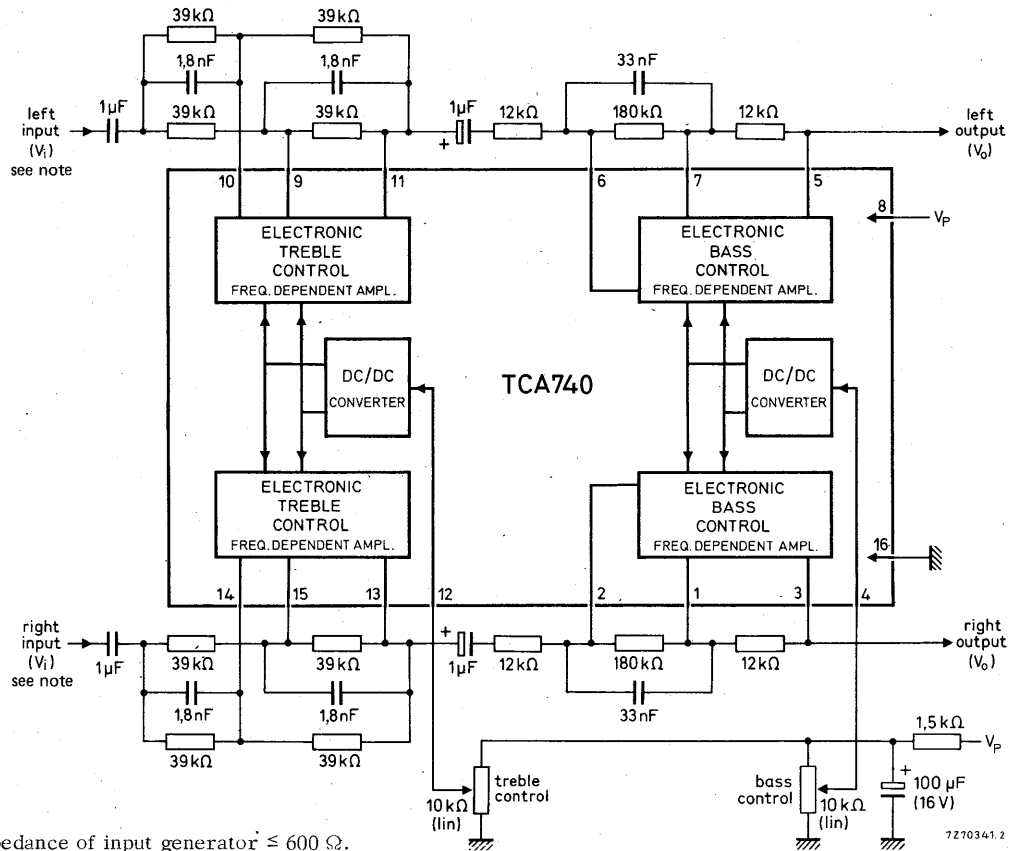 39kΩ 39kΩ
1,8nF 1,8nF 33nF
1µF 39kΩ 39kΩ 1µF 12kΩ 180kΩ 12kΩ
left
input
(Vi)
see note
+
left
output
(Vo)
10 9 11 6 7 5
8 VP
ELECTRONIC
TREBLE
CONTROL
FREQ. DEPENDENT AMPL.
ELECTRONIC
BASS
CONTROL
FREQ. DEPENDENT AMPL.
DC/DC
CONVERTER
TCA740
DC/DC
CONVERTER
ELECTRONIC
TREBLE
CONTROL
FREQ. DEPENDENT AMPL.
ELECTRONIC
BASS
CONTROL
FREQ. DEPENDENT AMPL.
16
14 15 13 12 2 1 3 4
right
input
(Vi)
see note
+
right
output
(Vo)
1µF 39kΩ 39kΩ 1µF 12kΩ 180kΩ 12kΩ
1,8nF 1,8nF 33nF
39kΩ 39kΩ
1,5kΩ
VP
treble
control
10kΩ
(lin)
bass
control
10kΩ
(lin)
+
100 µF
(16 V)
edance of input generator ≤ 600 Ω.
7Z70341.2